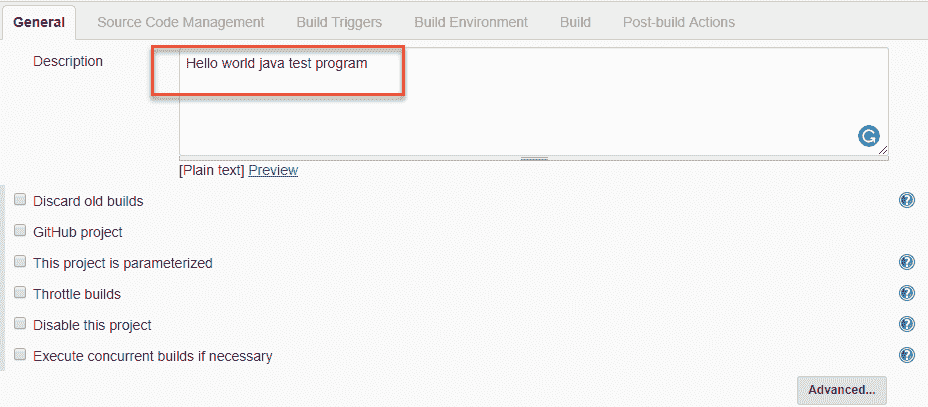 General Source Code Management Build Triggers Build Environment Build Post-build Actions
Description Hello world java test program
[Plain text] Preview
Discard old builds
GitHub project
This project is parameterized
Throttle builds
Disable this project
Execute concurrent builds if necessary
Advanced...